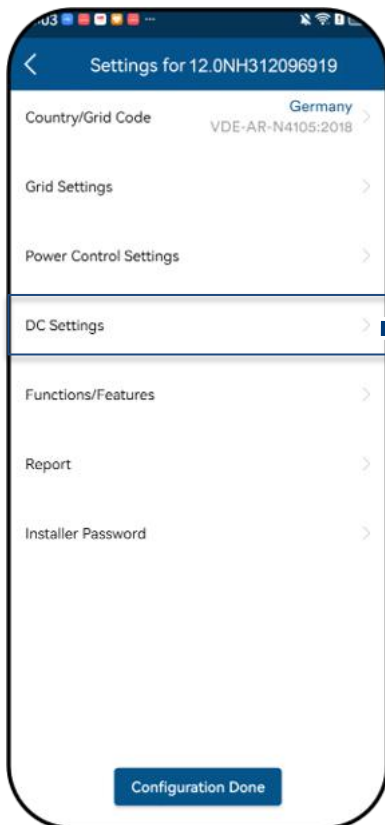 Settings for 12.0NH312096919
Country/Grid Code
Germany
VDE-AR-N4105:2018
Grid Settings
Power Control Settings
DC Settings
Functions/Features
Report
Installer Password
Configuration Done